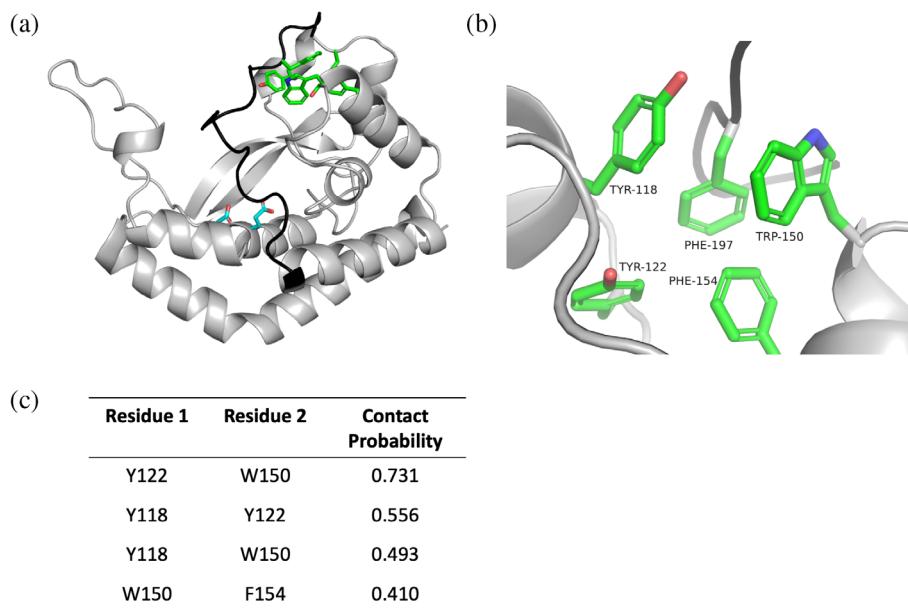 (a)
(b)
TYR-118
PHE-197
TRP-150
TYR-122
PHE-154
(c)
Residue 1 Residue 2 Contact Probability
Y122 W150 0.731
Y118 Y122 0.556
Y118 W150 0.493
W150 F154 0.410